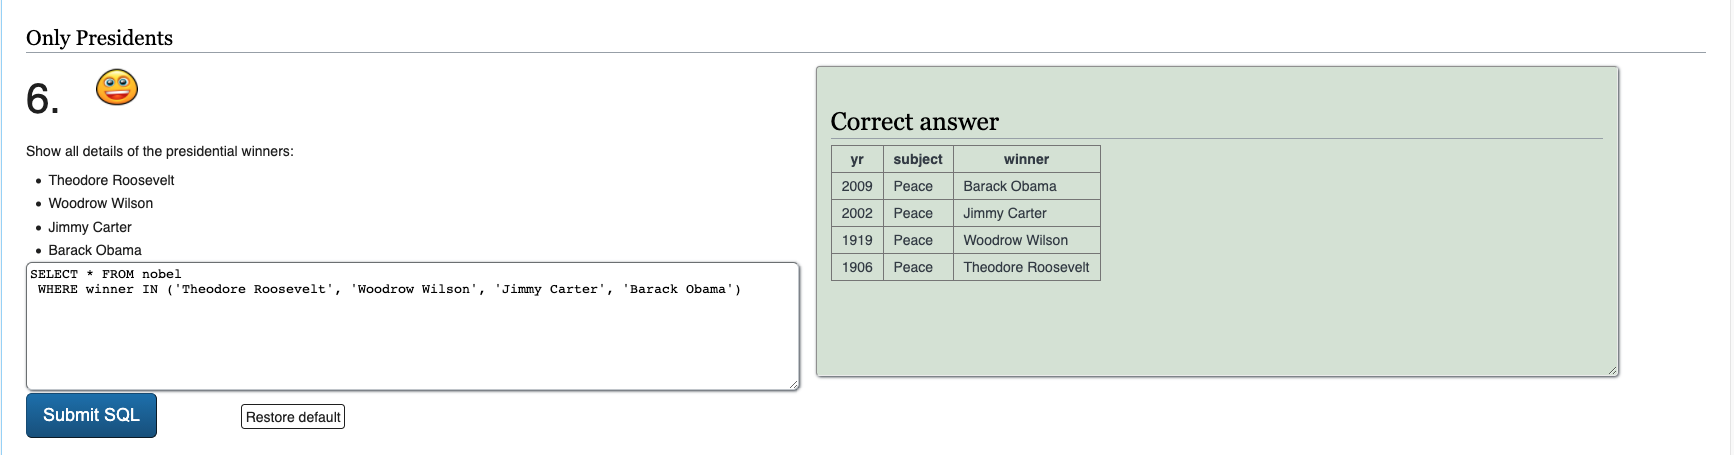 Only Presidents
6.
Show all details of the presidential winners:
• Theodore Roosevelt
• Woodrow Wilson
• Jimmy Carter
• Barack Obama
SELECT * FROM nobel
 WHERE winner IN ('Theodore Roosevelt', 'Woodrow Wilson', 'Jimmy Carter', 'Barack Obama')
Submit SQL
Restore default
Correct answer
yr subject winner
2009 Peace Barack Obama
2002 Peace Jimmy Carter
1919 Peace Woodrow Wilson
1906 Peace Theodore Roosevelt